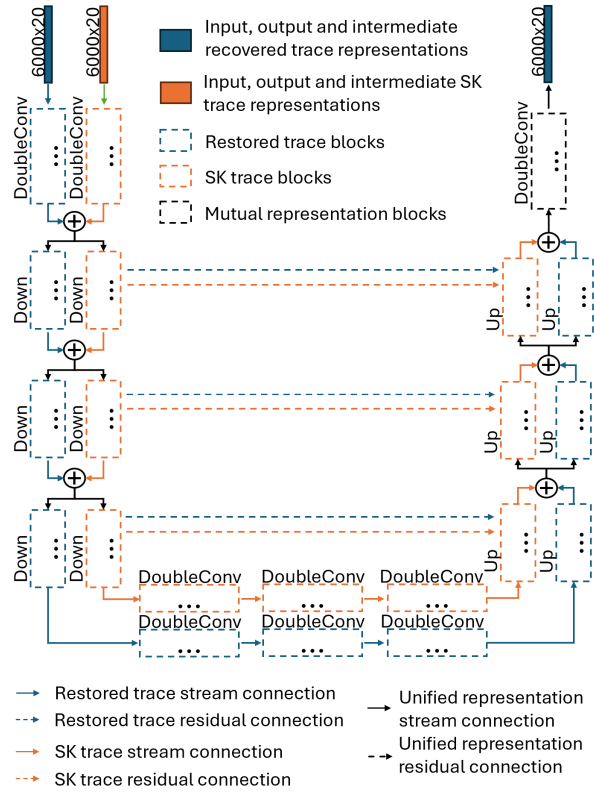 6000x20
6000x20
Input, output and intermediate
recovered trace representations
6000x20
Input, output and intermediate SK
trace representations
DoubleConv
DoubleConv
Restored trace blocks
DoubleConv
SK trace blocks
Mutual representation blocks
Down
Down
Up
Up
Down
Down
Up
Up
Down
Down
Up
Up
DoubleConv
DoubleConv
DoubleConv
DoubleConv
DoubleConv
DoubleConv
Restored trace stream connection
Restored trace residual connection
SK trace stream connection
SK trace residual connection
Unified representation
stream connection
Unified representation
residual connection